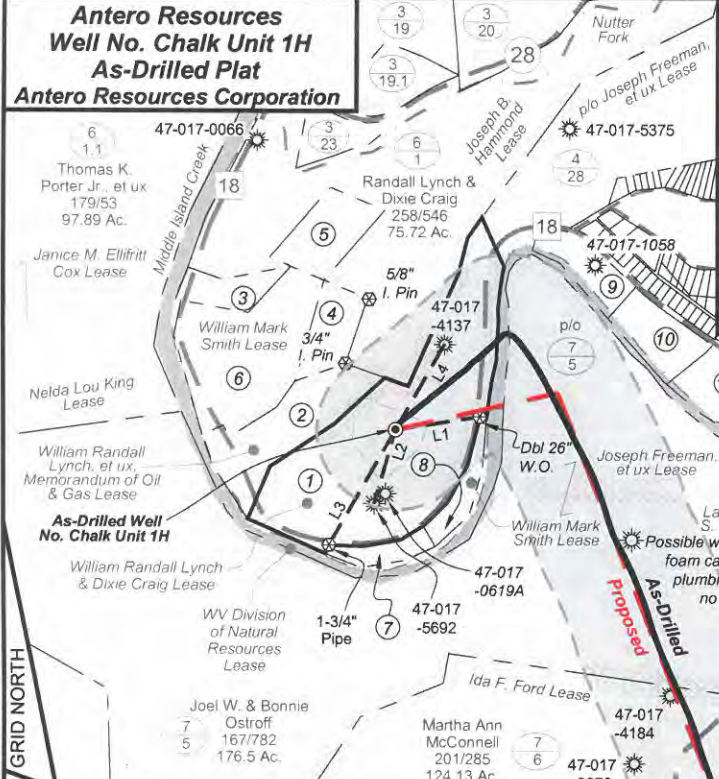 Antero Resources
Well No. Chalk Unit 1H
As-Drilled Plat
Antero Resources Corporation
3
19
3
20
3
19.1
28
Nutter
Fork
6
1.1
47-017-0066
3
23
6
1
Joseph B.
Hammond
Lease
p/o Joseph Freeman,
et ux Lease
47-017-5375
4
28
Thomas K.
Porter Jr., et ux
179/53
97.89 Ac.
18
Middle Island Creek
Randall Lynch &
Dixie Craig
258/546
75.72 Ac.
18
47-017-1058
Janice M. Ellifritt
Cox Lease
5
5/8"
I. Pin
3
4
William Mark
Smith Lease
3/4"
I. Pin
47-017
-4137
9
p/o
7
5
10
6
Nelda Lou King
Lease
2
L4
L1
L2
L3
Dbl 26"
W.O.
William Randall
Lynch, et ux,
Memorandum of Oil
& Gas Lease
1
8
Joseph Freeman,
et ux Lease
As-Drilled Well
No. Chalk Unit 1H
William Mark
Smith Lease
La
S.
Possible w
foam ca
plumbi
no
William Randall Lynch
& Dixie Craig Lease
47-017
-0619A
WV Division
of Natural
Resources
Lease
1-3/4"
Pipe
7
47-017
-5692
Proposed
As-Drilled
GRID NORTH
Joel W. & Bonnie
Ostroff
167/782
176.5 Ac.
7
5
Ida F. Ford Lease
47-017
-4184
Martha Ann
McConnell
201/285
124.13 Ac.
7
6
47-017